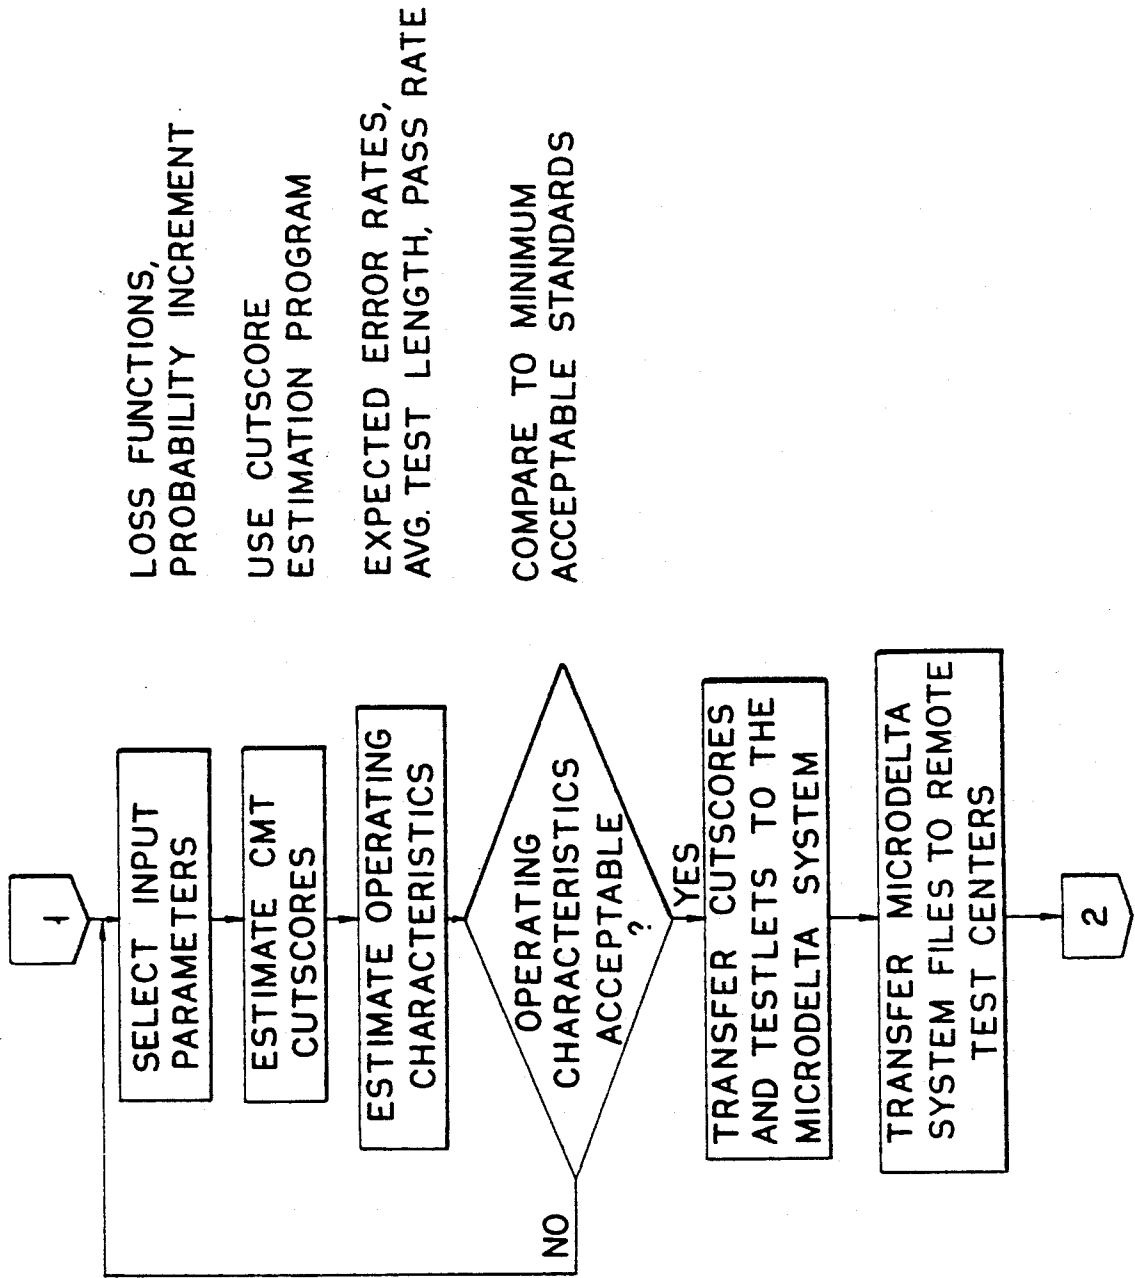 1
SELECT INPUT
PARAMETERS
LOSS FUNCTIONS,
PROBABILITY INCREMENT
ESTIMATE CMT
CUTSCORES
USE CUTSCORE
ESTIMATION PROGRAM
ESTIMATE OPERATING
CHARACTERISTICS
EXPECTED ERROR RATES,
AVG. TEST LENGTH, PASS RATE
OPERATING
CHARACTERISTICS
ACCEPTABLE
?
COMPARE TO MINIMUM
ACCEPTABLE STANDARDS
NO
YES
TRANSFER CUTSCORES
AND TESTLETS TO THE
MICRODELTA SYSTEM
TRANSFER MICRODELTA
SYSTEM FILES TO REMOTE
TEST CENTERS
2